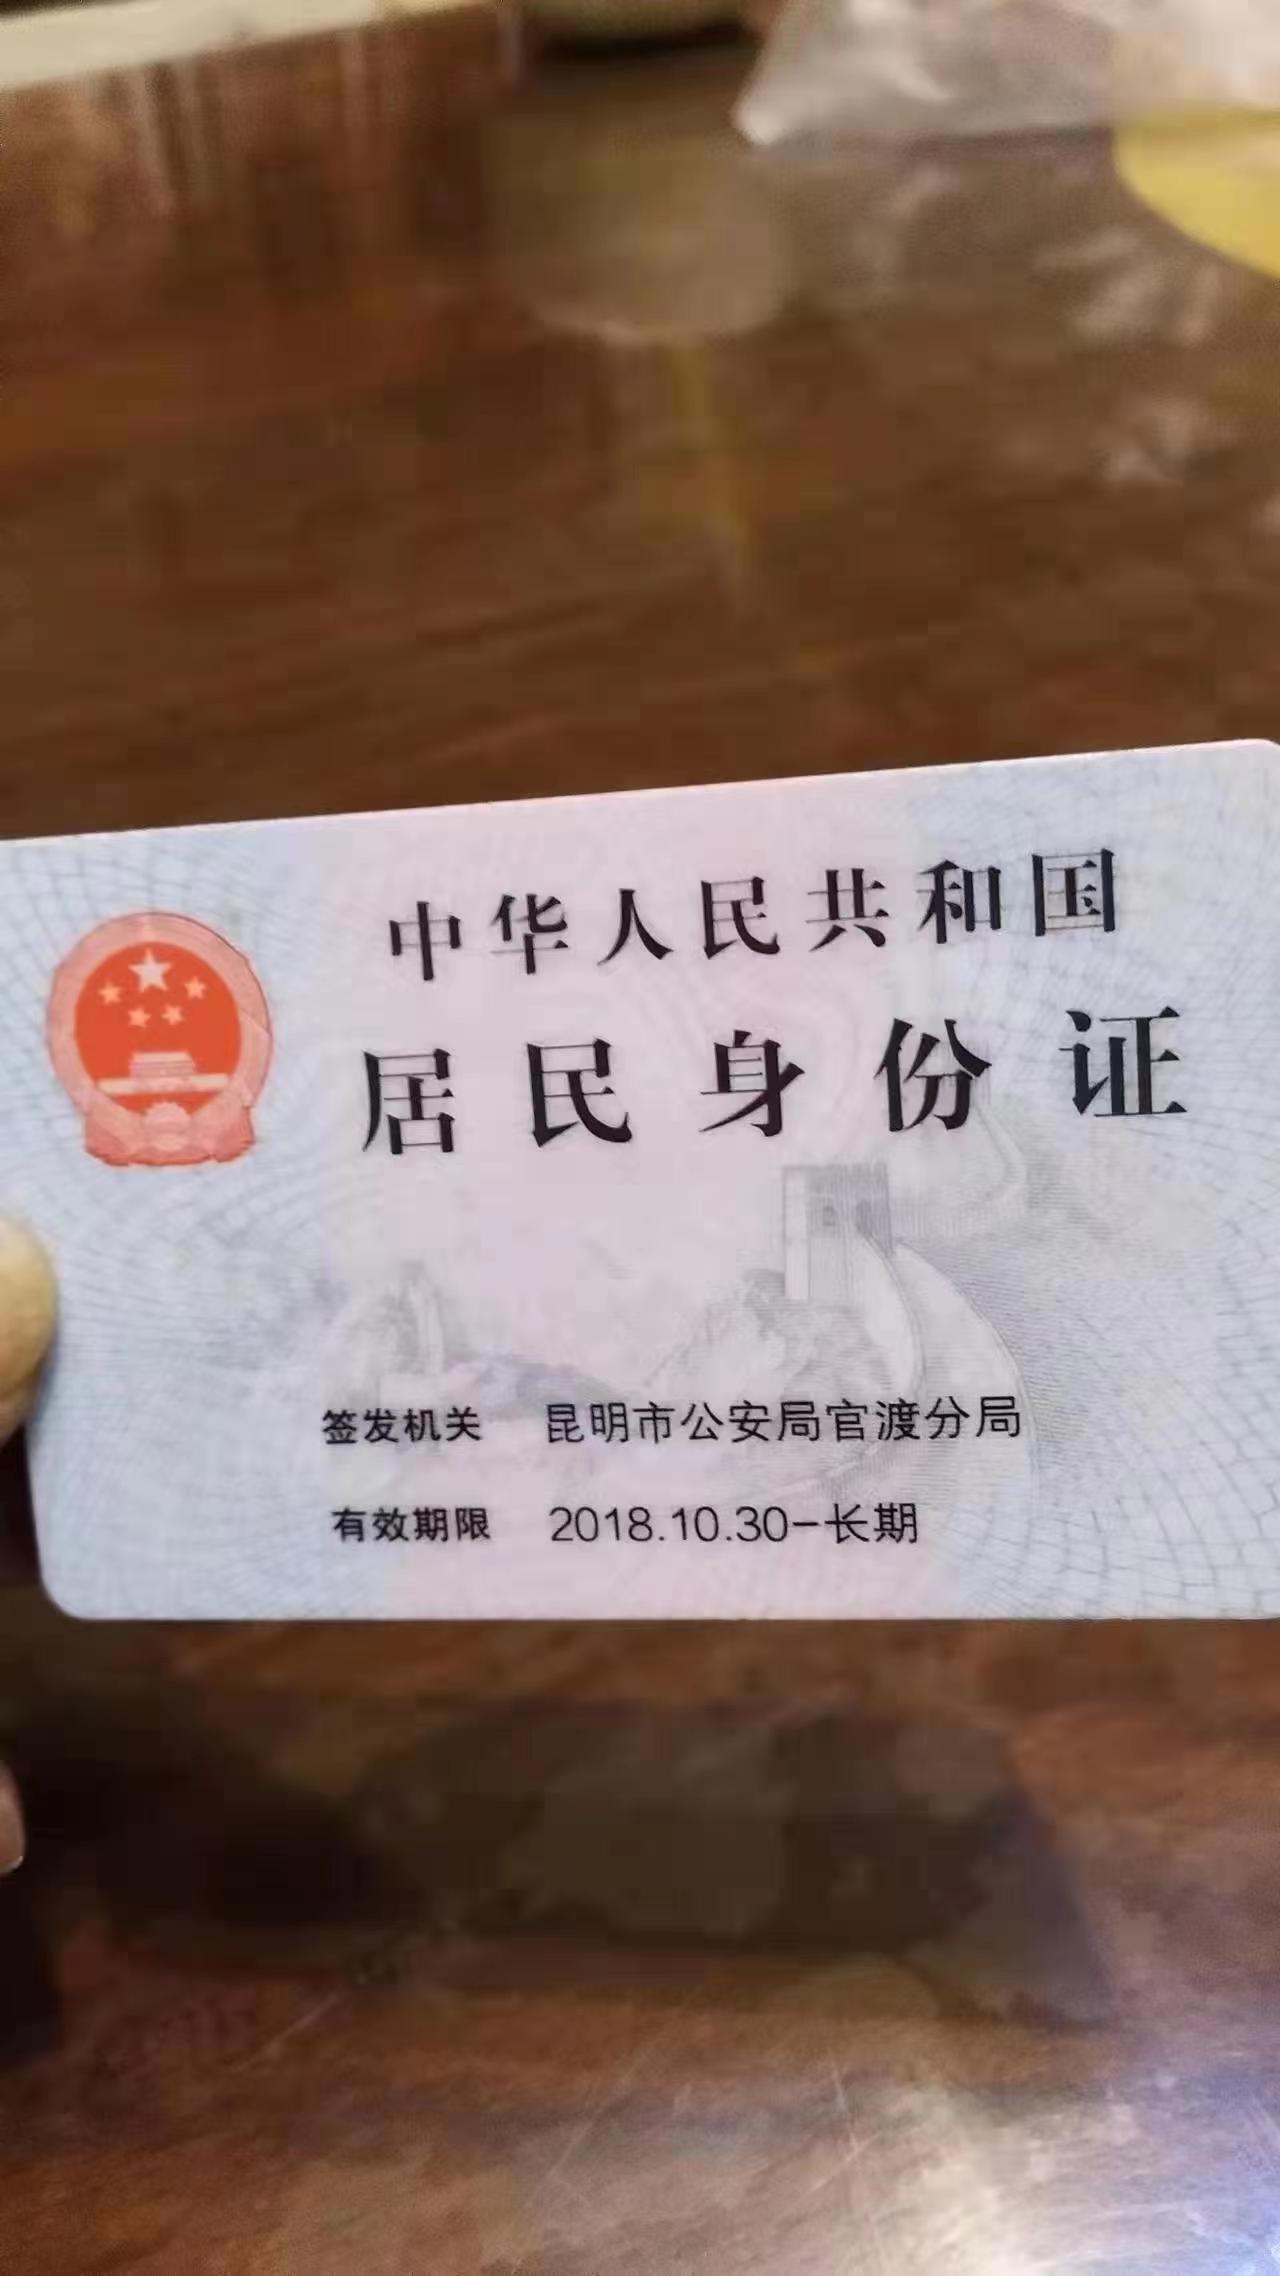 中华人民共和国
居民身份证
签发机关 昆明市公安局官渡分局
有效期限 2018.10.30-长期